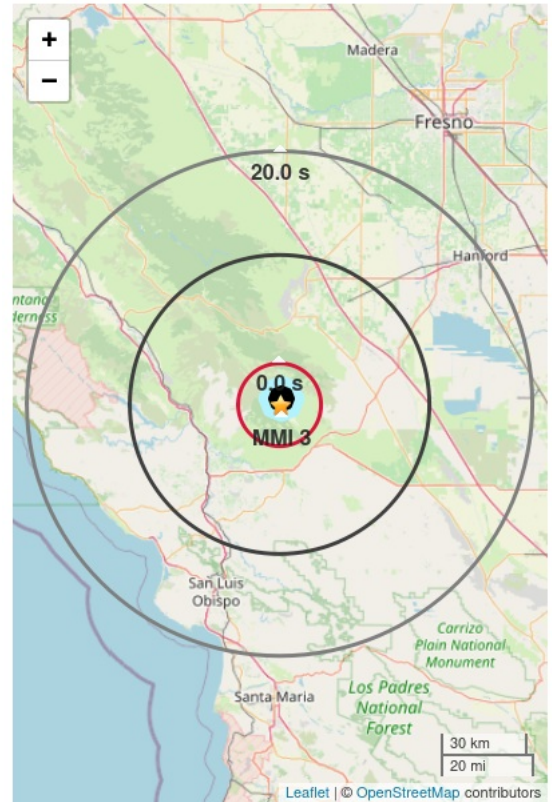 +
−
Madera
Fresno
20.0 s
Hanford
ntana
derness
0.0 s
MMI 3
San Luis
Obispo
Carrizo
Plain National
Monument
Santa Maria
Los Padres
National
Forest
30 km
20 mi
Leaflet | © OpenStreetMap contributors